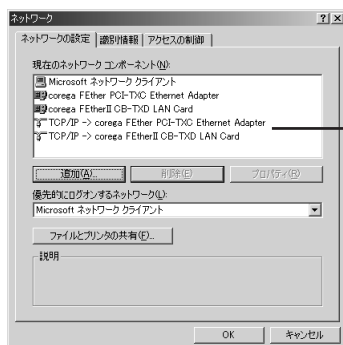 ネットワーク
ネットワークの設定 識別情報 アクセスの制御
現在のネットワーク コンポーネント(N):
Microsoft ネットワーク クライアント
corega FEther PCI-TXC Ethernet Adapter
corega FEtherII CB-TXD LAN Card
TCP/IP -> corega FEther PCI-TXC Ethernet Adapter
TCP/IP -> corega FEtherII CB-TXD LAN Card
追加(A)... 削除(E) プロパティ(R)
優先的にログオンするネットワーク(L):
Microsoft ネットワーク クライアント
ファイルとプリンタの共有(F)...
説明
OK キャンセル